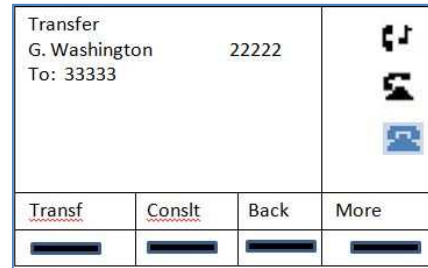 Transfer
G. Washington 22222
To: 33333
Transf Conslt Back More